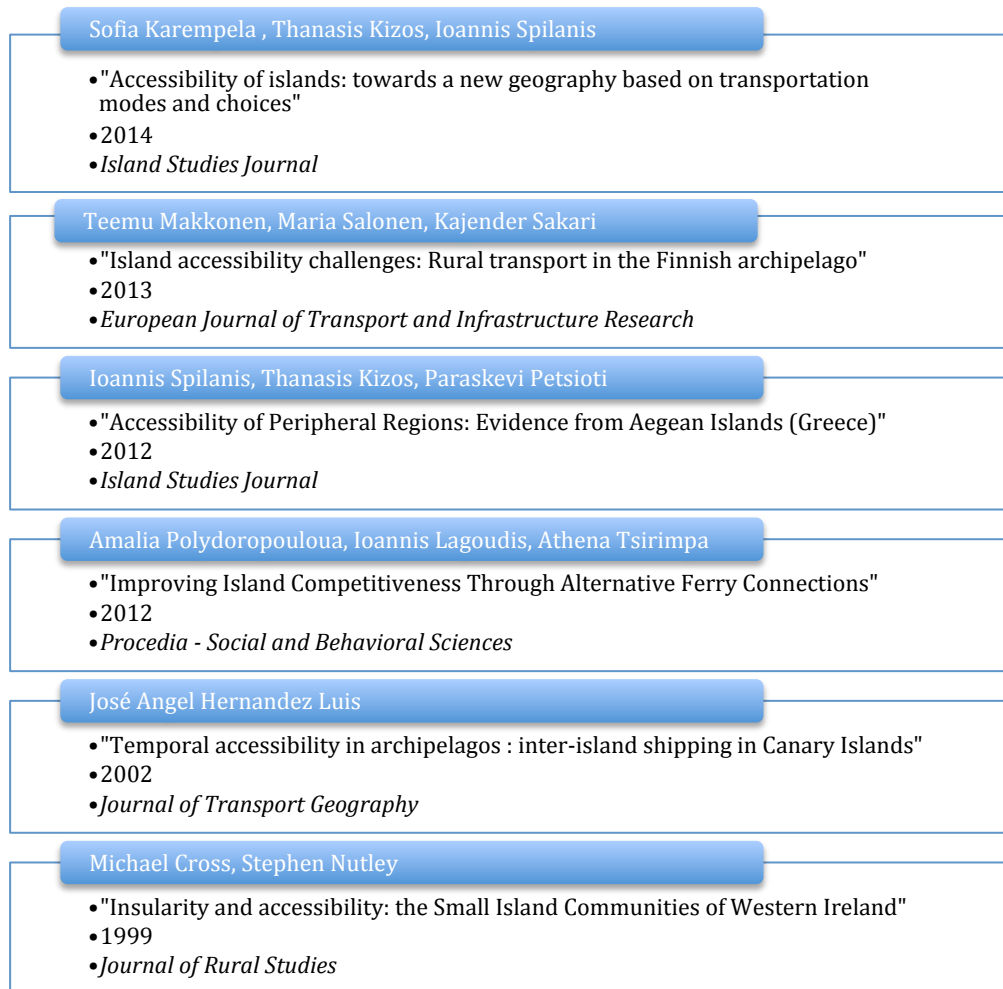 Sofia Karempela , Thanasis Kizos, Ioannis Spilanis
•"Accessibility of islands: towards a new geography based on transportation
modes and choices"
•2014
•Island Studies Journal
Teemu Makkonen, Maria Salonen, Kajender Sakari
•"Island accessibility challenges: Rural transport in the Finnish archipelago"
•2013
•European Journal of Transport and Infrastructure Research
Ioannis Spilanis, Thanasis Kizos, Paraskevi Petsioti
•"Accessibility of Peripheral Regions: Evidence from Aegean Islands (Greece)"
•2012
•Island Studies Journal
Amalia Polydoropouloua, Ioannis Lagoudis, Athena Tsirimpa
•"Improving Island Competitiveness Through Alternative Ferry Connections"
•2012
•Procedia - Social and Behavioral Sciences
José Angel Hernandez Luis
•"Temporal accessibility in archipelagos : inter-island shipping in Canary Islands"
•2002
•Journal of Transport Geography
Michael Cross, Stephen Nutley
•"Insularity and accessibility: the Small Island Communities of Western Ireland"
•1999
•Journal of Rural Studies